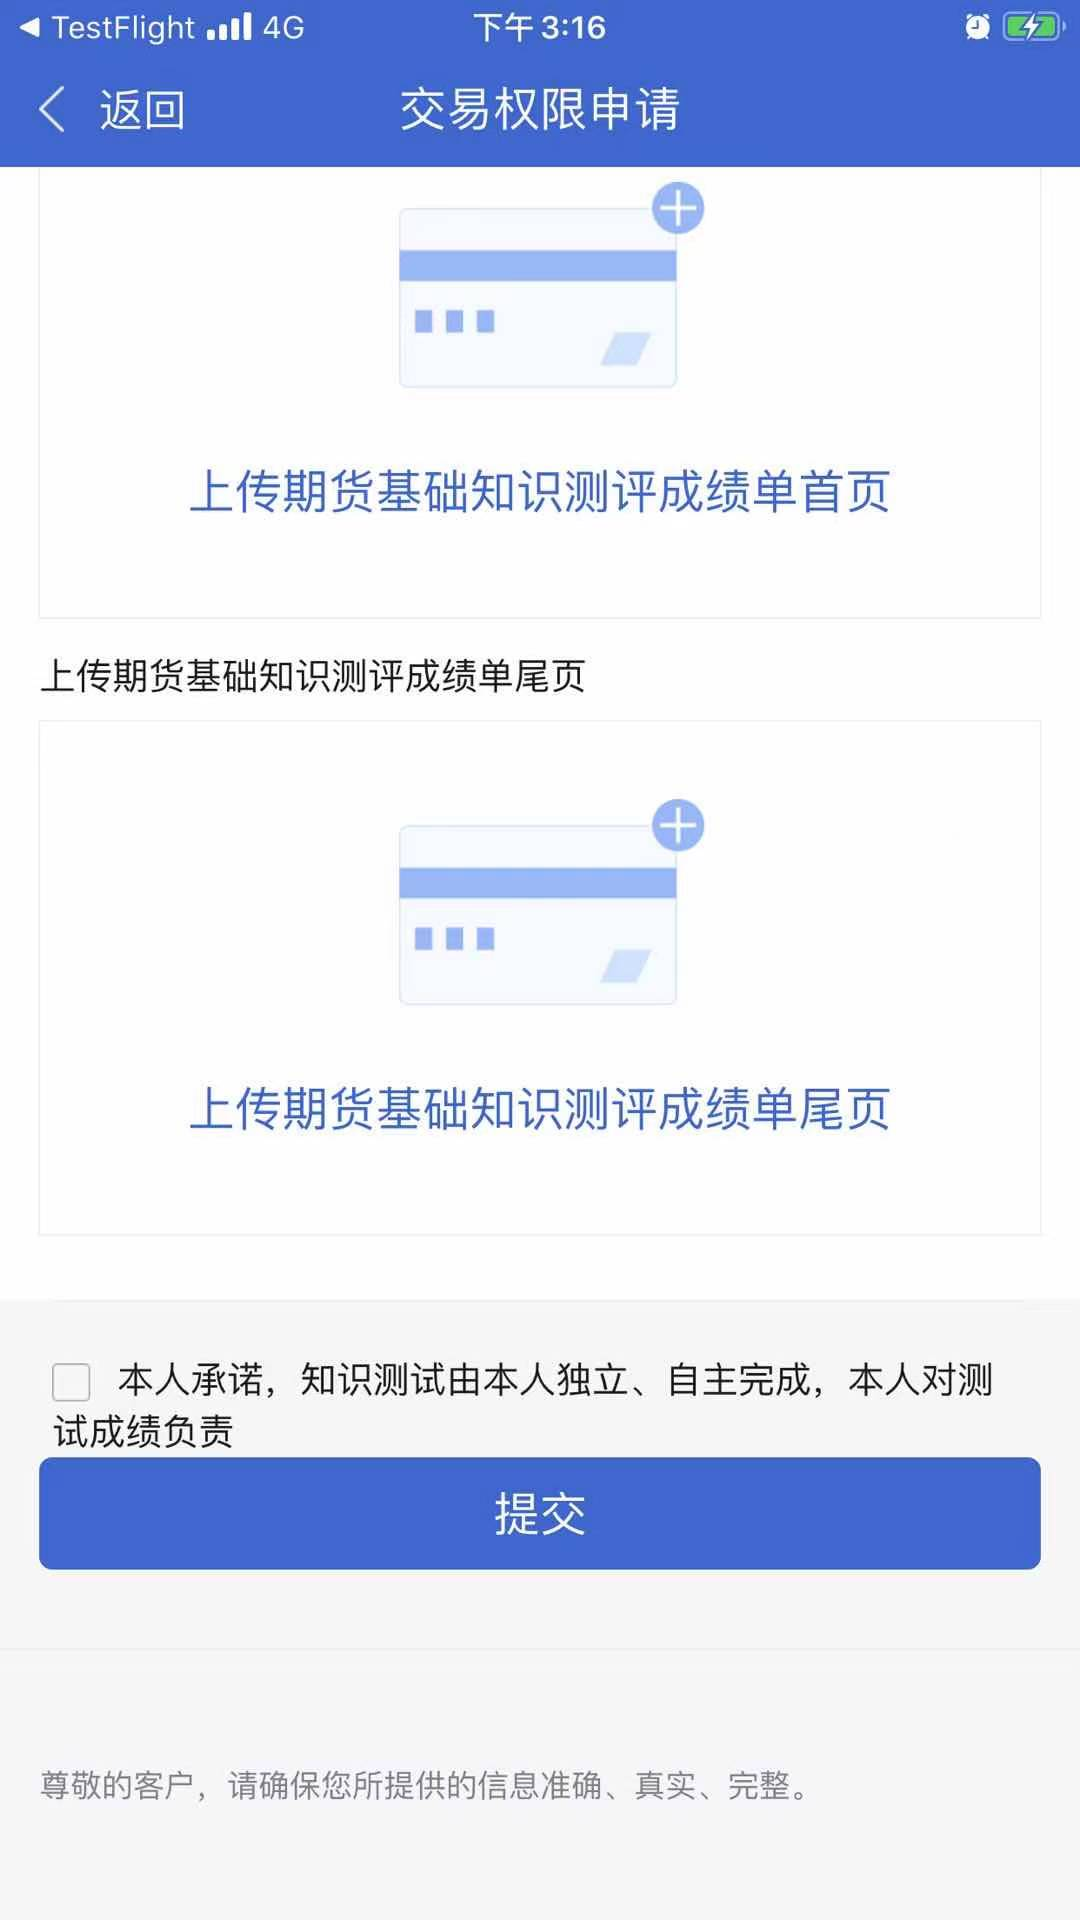 TestFlight 4G 下午3:16
返回 交易权限申请
上传期货基础知识测评成绩单首页
上传期货基础知识测评成绩单尾页
上传期货基础知识测评成绩单尾页
本人承诺，知识测试由本人独立、自主完成，本人对测
试成绩负责
提交
尊敬的客户，请确保您所提供的信息准确、真实、完整。